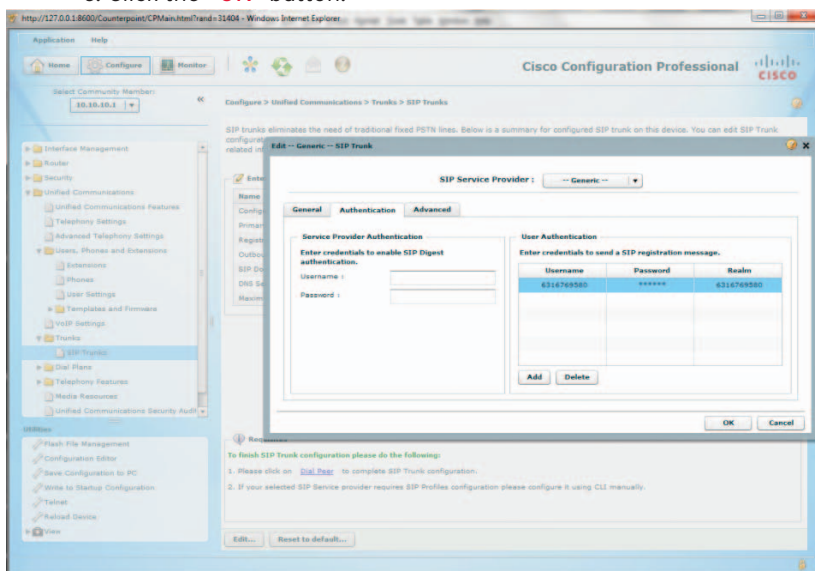 Click the "OK" button.
http://127.0.0.1:8600/Counterpoint/CPMain.html?rand=31404 - Windows Internet Explorer
Application Help
Home Configure Monitor
Cisco Configuration Professional
CISCO
Select Community Member:
10.10.10.1
Configure > Unified Communications > Trunks > SIP Trunks
SIP trunks eliminates the need of traditional fixed PSTN lines. Below is a summary for configured SIP trunk on this device. You can edit SIP Trunk
related
Interface Management
Router
Security
Unified Communications
Unified Communications Features
Telephony Settings
Advanced Telephony Settings
Users, Phones and Extensions
Extensions
Phones
User Settings
Templates and Firmware
VoIP Settings
Trunks
SIP Trunks
Dial Plans
Telephony Features
Media Resources
Unified Communications Security Audit
Utilities
Flash File Management
Configuration Editor
Save Configuration to PC
Write to Startup Configuration
Telnet
Reload Device
View
Name
Edit -- Generic -- SIP Trunk
SIP Service Provider : -- Generic --
General Authentication Advanced
Service Provider Authentication
Enter credentials to enable SIP Digest
authentication.
Username :
Password :
User Authentication
Enter credentials to send a SIP registration message.
Username Password Realm
6316769580 ****** 6316769580
Add Delete
OK Cancel
To finish SIP Trunk configuration please do the following:
1. Please click on Dial Peer to complete SIP Trunk configuration.
2. If your selected SIP Service provider requires SIP Profiles configuration please configure it using CLI manually.
Edit... Reset to default...